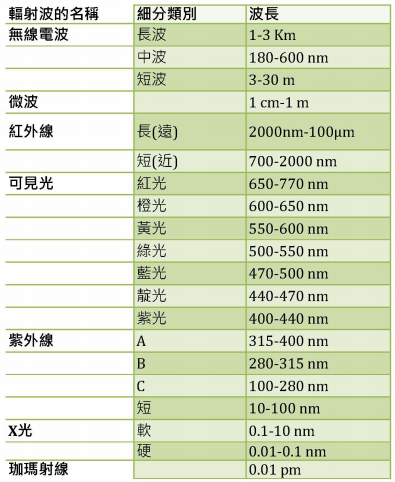 輻射波的名稱 細分類別 波長
無線電波 長波 1-3 Km
中波 180-600 nm
短波 3-30 m
微波 1 cm-1 m
紅外線 長(遠) 2000nm-100μm
短(近) 700-2000 nm
可見光 紅光 650-770 nm
橙光 600-650 nm
黃光 550-600 nm
綠光 500-550 nm
藍光 470-500 nm
靛光 440-470 nm
紫光 400-440 nm
紫外線 A 315-400 nm
B 280-315 nm
C 100-280 nm
短 10-100 nm
X光 軟 0.1-10 nm
硬 0.01-0.1 nm
珈瑪射線 0.01 pm